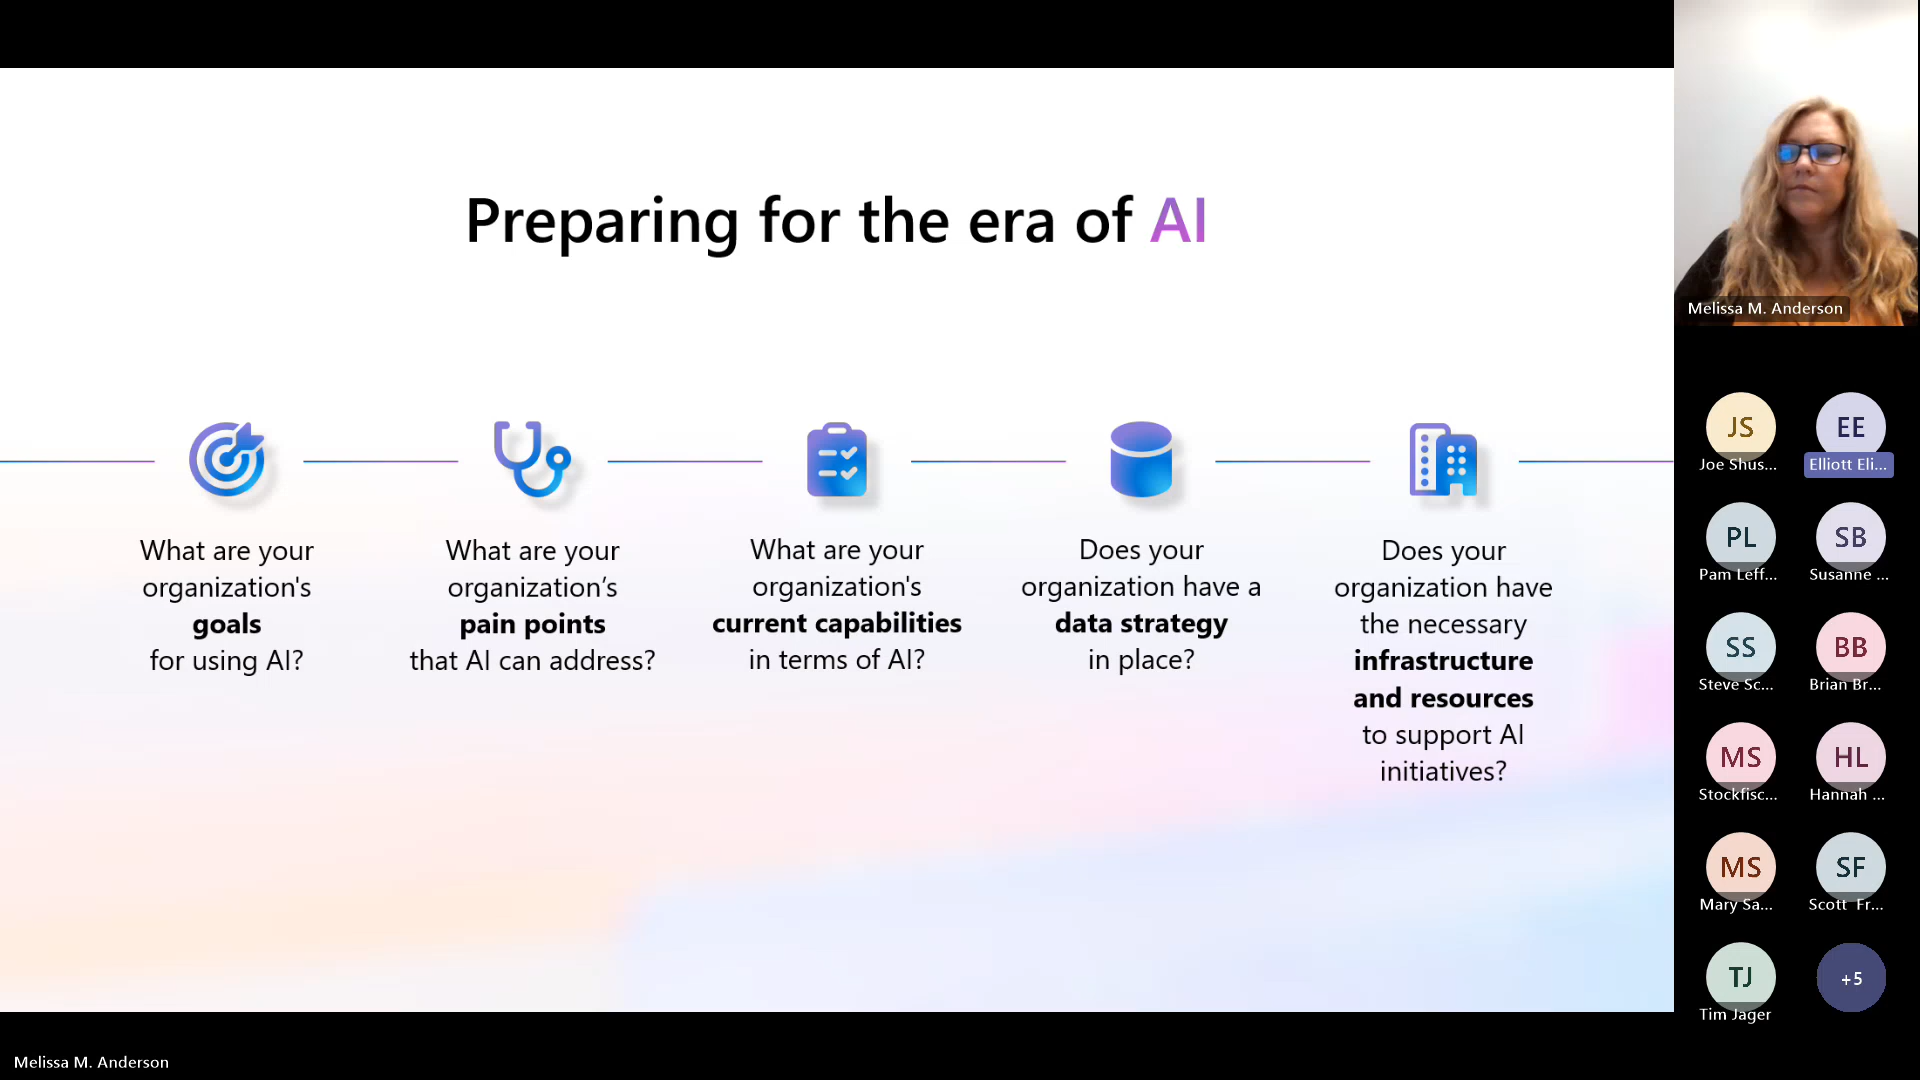 Preparing for the era of AI
What are your
organization's
goals
for using AI?
What are your
organization’s
pain points
that AI can address?
What are your
organization's
current capabilities
in terms of AI?
Does your
organization have a
data strategy
in place?
Does your
organization have
the necessary
infrastructure
and resources
to support AI
initiatives?
Melissa M. Anderson
JS
Joe Shus...
EE
Elliott Eli...
PL
Pam Leff...
SB
Susanne ...
SS
Steve Sc...
BB
Brian Br...
MS
Stockfisc...
HL
Hannah ...
MS
Mary Sa...
SF
Scott Fr...
TJ
Tim Jager
+5
Melissa M. Anderson